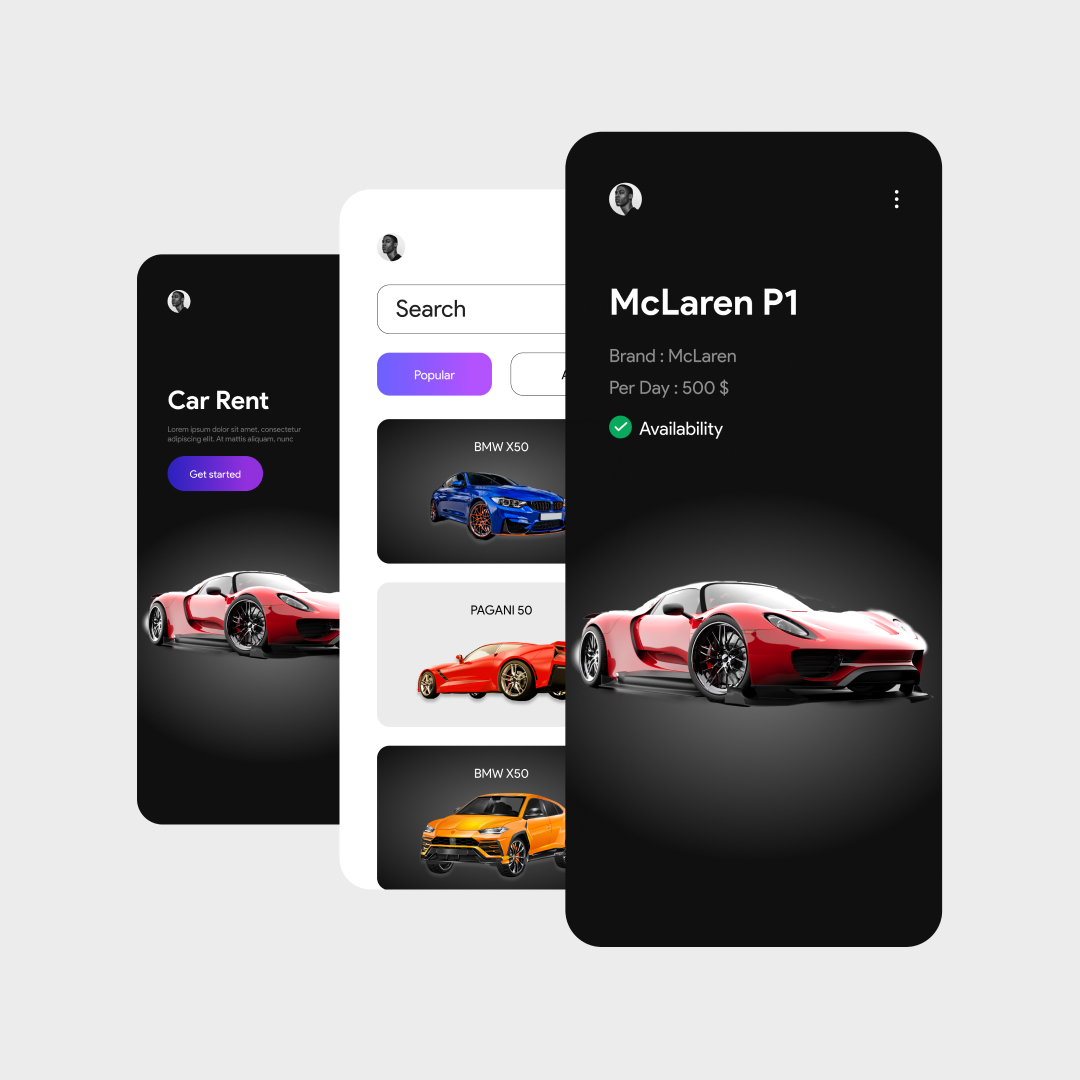 Car Rent
Lorem ipsum dolor sit amet, consectetur
adipiscing elit. At mattis aliquam, nunc
Get started
Search
Popular
A
BMW X50
PAGANI 50
BMW X50
McLaren P1
Brand : McLaren
Per Day : 500 $
Availability